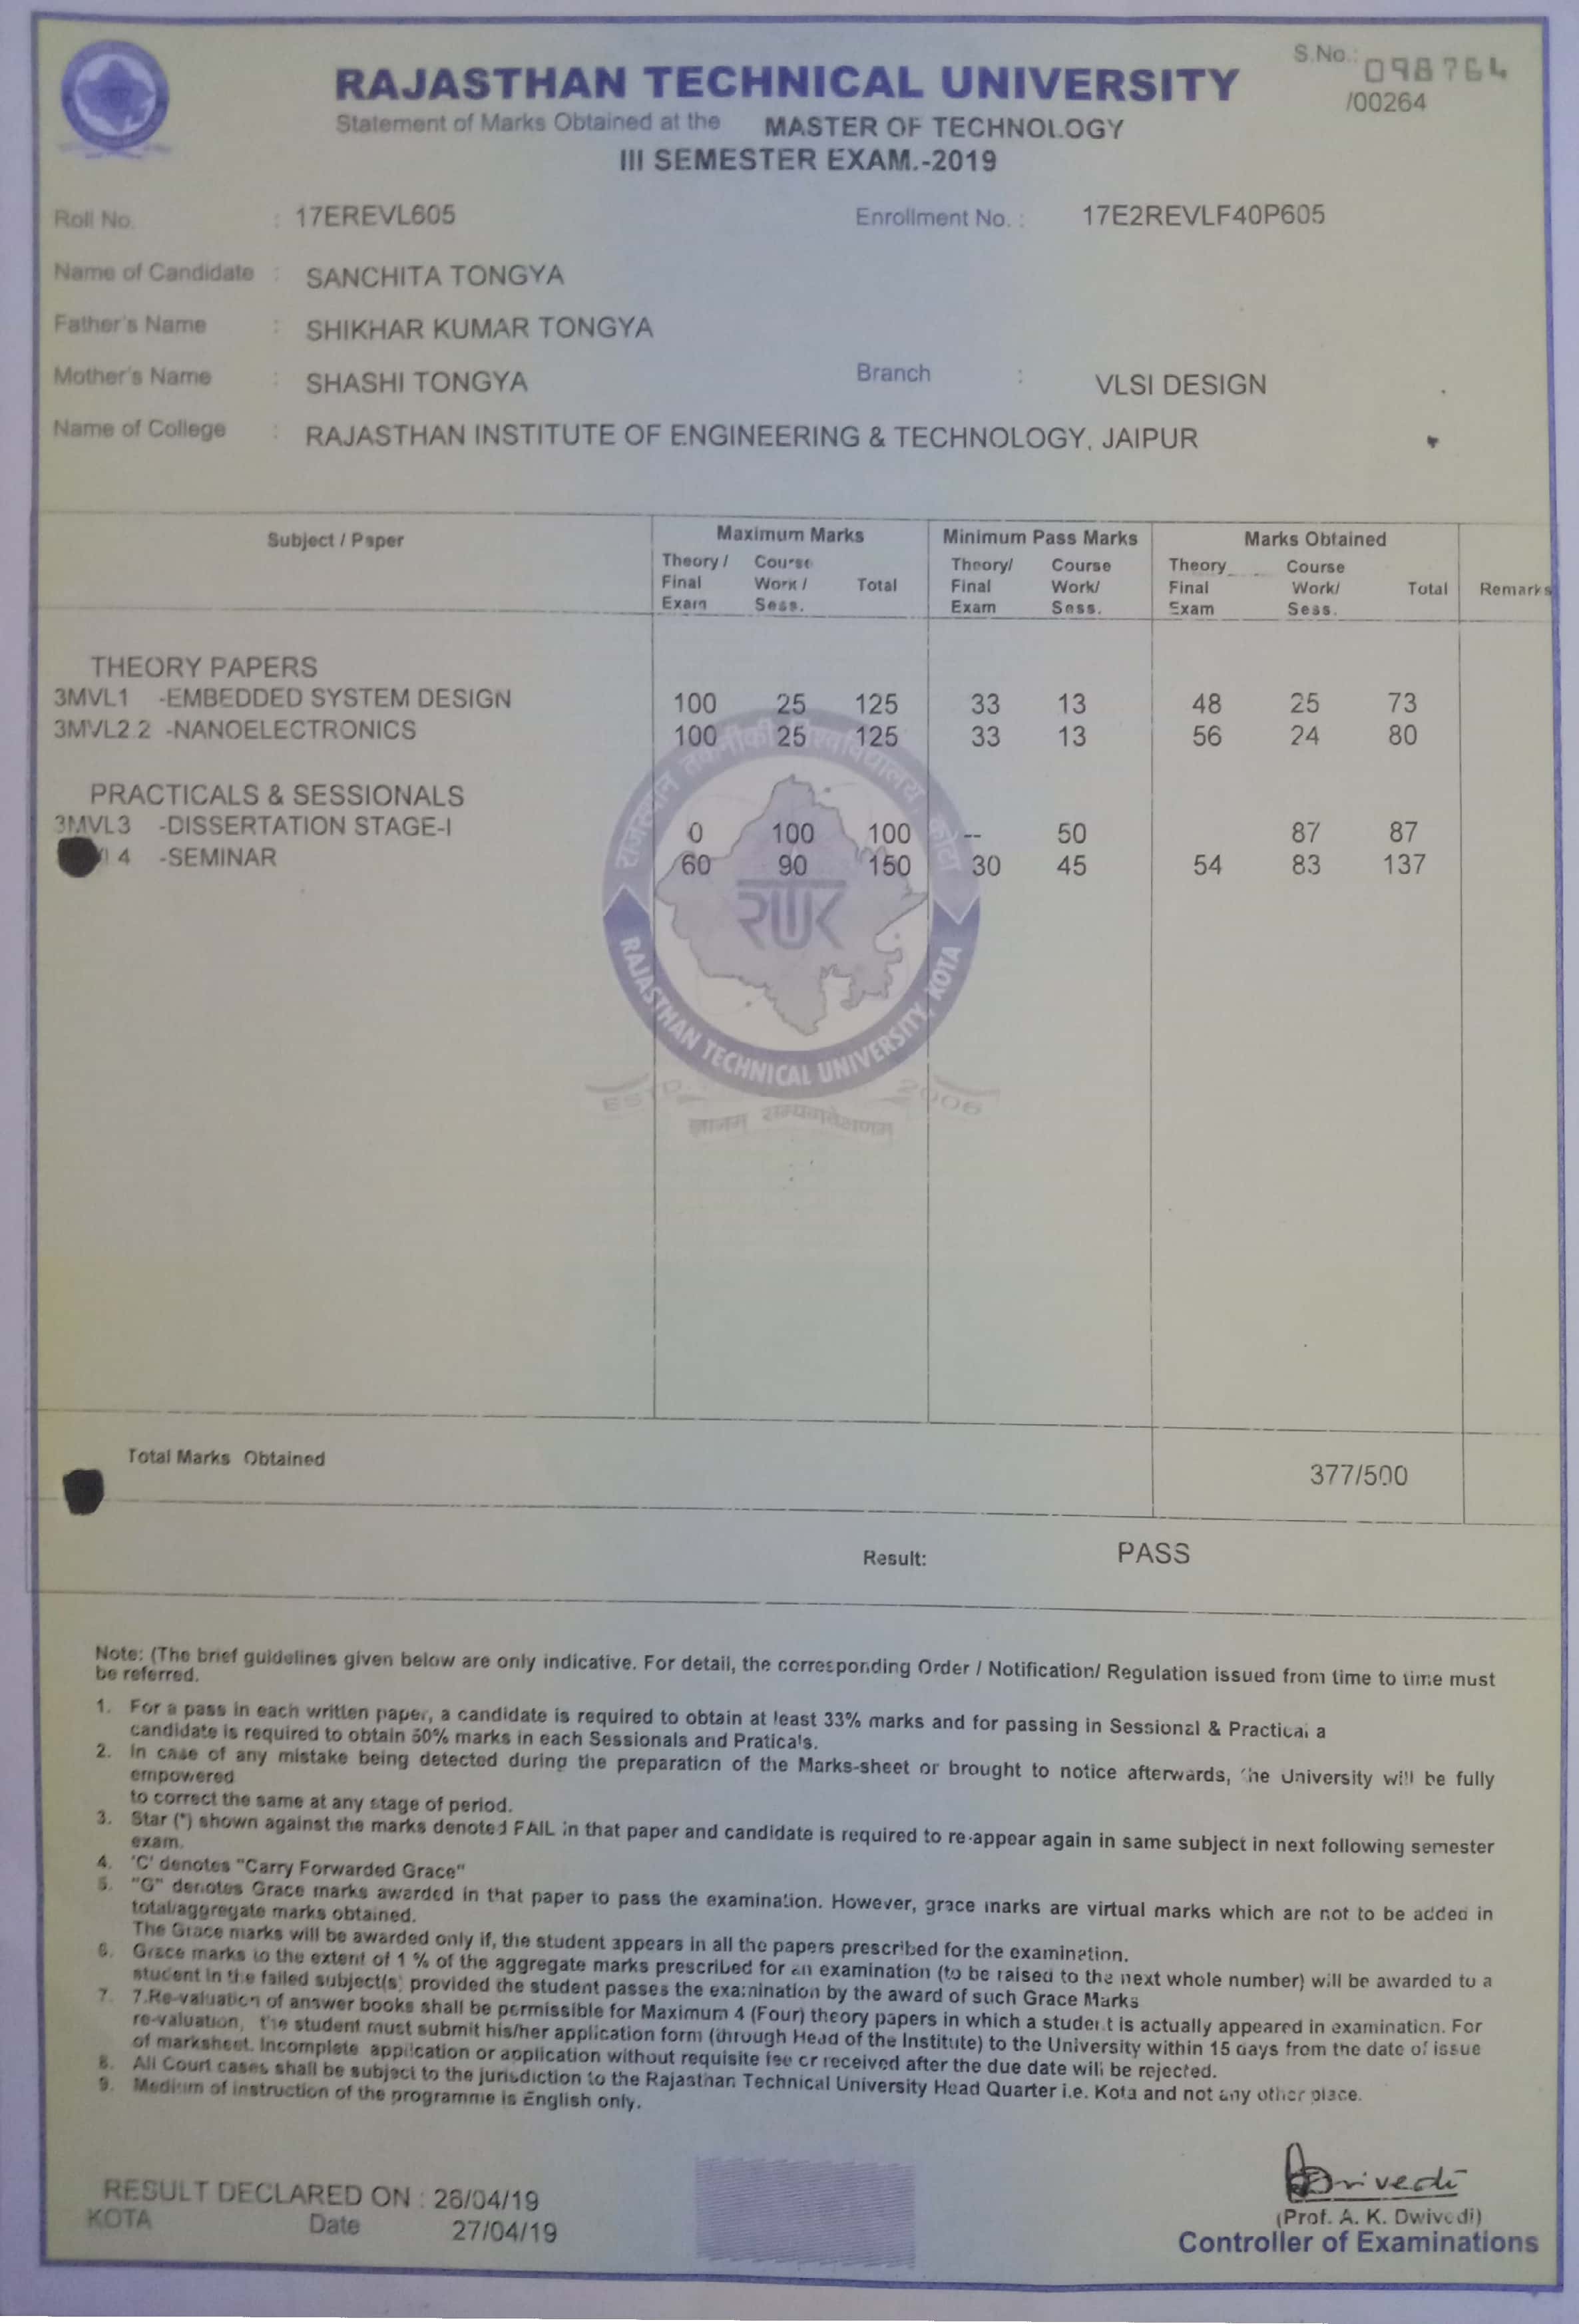 S.No.: 098764
/00264
RAJASTHAN TECHNICAL UNIVERSITY
Statement of Marks Obtained at the MASTER OF TECHNOLOGY
III SEMESTER EXAM.-2019
Roll No. : 17EREVL605 Enrollment No. : 17E2REVLF40P605
Name of Candidate : SANCHITA TONGYA
Father's Name : SHIKHAR KUMAR TONGYA
Mother's Name : SHASHI TONGYA Branch : VLSI DESIGN
Name of College : RAJASTHAN INSTITUTE OF ENGINEERING & TECHNOLOGY, JAIPUR
Subject / Paper Maximum Marks Minimum Pass Marks Marks Obtained
Theory / Course Theory/ Course Theory Course
Final Work / Total Final Work/ Final Work/ Total Remarks
Exam Sess. Exam Sess. Exam Sess.
THEORY PAPERS
3MVL1 -EMBEDDED SYSTEM DESIGN 100 25 125 33 13 48 25 73
3MVL2.2 -NANOELECTRONICS 100 25 125 33 13 56 24 80
PRACTICALS & SESSIONALS
3MVL3 -DISSERTATION STAGE-I 0 100 100 -- 50 87 87
4 -SEMINAR 60 90 150 30 45 54 83 137
राजस्थान तकनीकी विश्वविद्यालय कोटा
RAJASTHAN TECHNICAL UNIVERSITY, KOTA
ESTD. 2006
Total Marks Obtained 377/500
Result: PASS
Note: (The brief guidelines given below are only indicative. For detail, the corresponding Order / Notification/ Regulation issued from time to time must
be referred.
1. For a pass in each written paper, a candidate is required to obtain at least 33% marks and for passing in Sessional & Practical a
candidate is required to obtain 50% marks in each Sessionals and Pratica's.
2. In case of any mistake being detected during the preparation of the Marks-sheet or brought to notice afterwards, the University will be fully
empowered
to correct the same at any stage of period.
3. Star (*) shown against the marks denoted FAIL in that paper and candidate is required to re-appear again in same subject in next following semester
exam.
4. 'C' denotes "Carry Forwarded Grace"
5. "G" denotes Grace marks awarded in that paper to pass the examination. However, grace marks are virtual marks which are not to be added in
total/aggregate marks obtained.
The Grace marks will be awarded only if, the student appears in all the papers prescribed for the examination.
6. Grace marks to the extent of 1 % of the aggregate marks prescribed for an examination (to be raised to the next whole number) will be awarded to a
student in the failed subject(s) provided the student passes the examination by the award of such Grace Marks
7. 7.Re-valuation of answer books shall be permissible for Maximum 4 (Four) theory papers in which a student is actually appeared in examination. For
re-valuation, the student must submit his/her application form (through Head of the Institute) to the University within 15 days from the date of issue
of marksheet. Incomplete application or application without requisite fee or received after the due date will be rejected.
8. All Court cases shall be subject to the jurisdiction to the Rajasthan Technical University Head Quarter i.e. Kota and not any other place.
9. Medium of instruction of the programme is English only.
RESULT DECLARED ON : 26/04/19
KOTA Date 27/04/19
Dwivedi
(Prof. A. K. Dwivedi)
Controller of Examinations